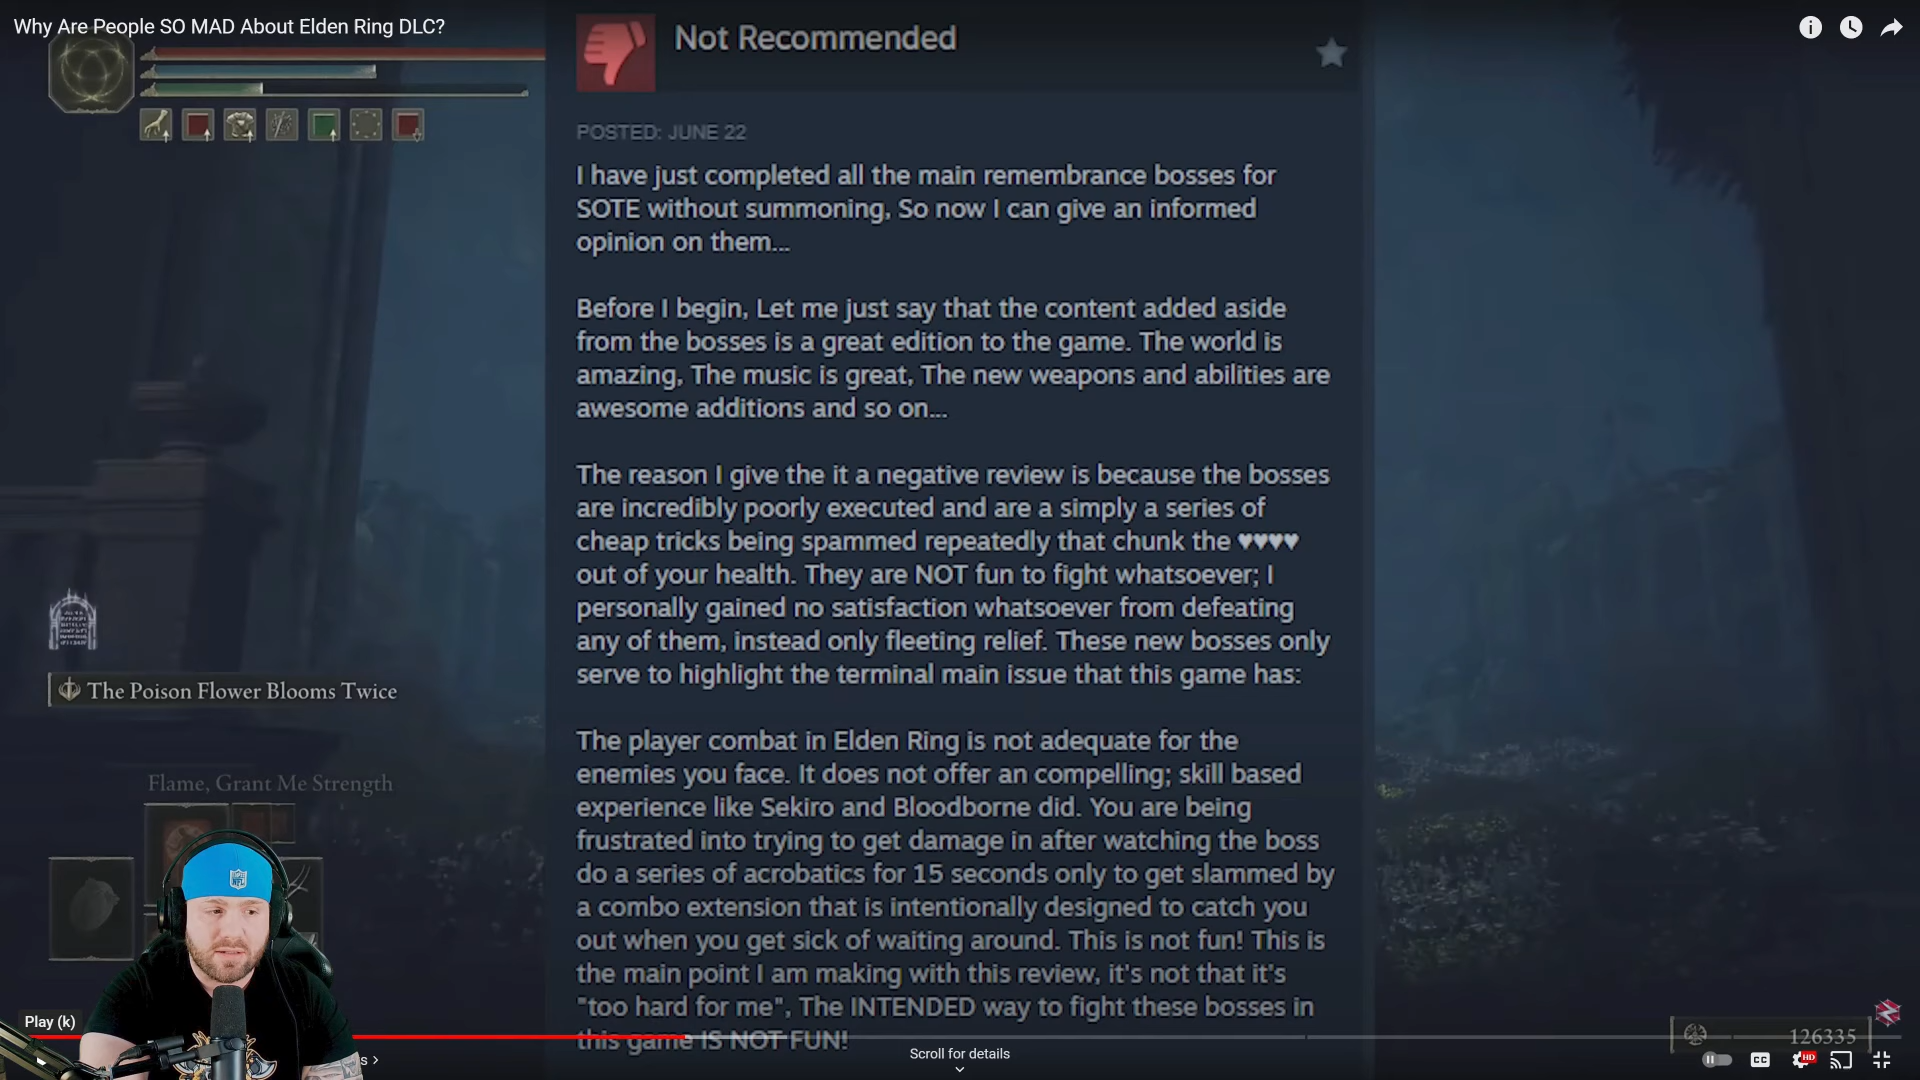 Why Are People SO MAD About Elden Ring DLC?
Not Recommended
POSTED: JUNE 22
I have just completed all the main remembrance bosses for
SOTE without summoning, So now I can give an informed
opinion on them...
Before I begin, Let me just say that the content added aside
from the bosses is a great edition to the game. The world is
amazing, The music is great, The new weapons and abilities are
awesome additions and so on...
The reason I give the it a negative review is because the bosses
are incredibly poorly executed and are a simply a series of
cheap tricks being spammed repeatedly that chunk the ♥♥♥♥
out of your health. They are NOT fun to fight whatsoever; I
personally gained no satisfaction whatsoever from defeating
any of them, instead only fleeting relief. These new bosses only
serve to highlight the terminal main issue that this game has:
The player combat in Elden Ring is not adequate for the
enemies you face. It does not offer an compelling; skill based
experience like Sekiro and Bloodborne did. You are being
frustrated into trying to get damage in after watching the boss
do a series of acrobatics for 15 seconds only to get slammed by
a combo extension that is intentionally designed to catch you
out when you get sick of waiting around. This is not fun! This is
the main point I am making with this review, it's not that it's
"too hard for me", The INTENDED way to fight these bosses in
this game IS NOT FUN!
The Poison Flower Blooms Twice
Flame, Grant Me Strength
NFL
Play (k)
s >
Scroll for details
126335
CC
HD